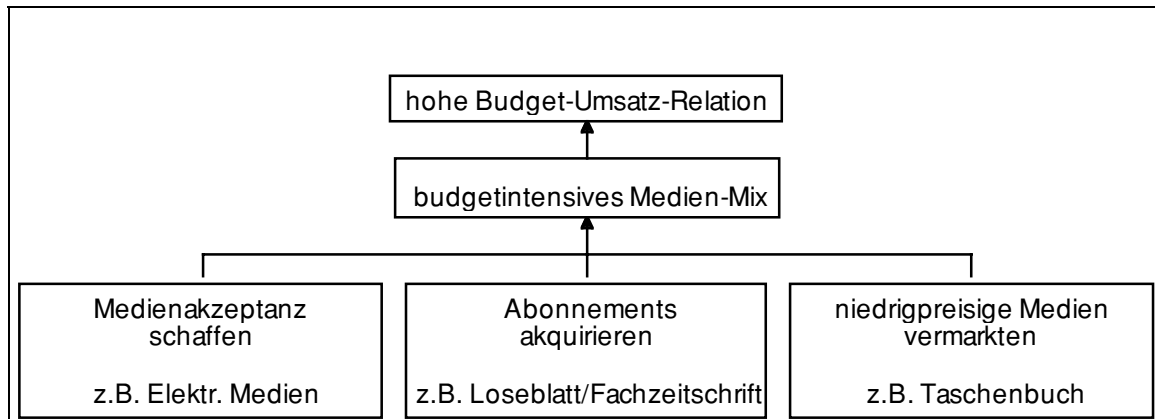 hohe Budget-Umsatz-Relation
budgetintensives Medien-Mix
Medienakzeptanz
schaffen
z.B. Elektr. Medien
Abonnements
akquirieren
z.B. Loseblatt/Fachzeitschrift
niedrigpreisige Medien
vermarkten
z.B. Taschenbuch